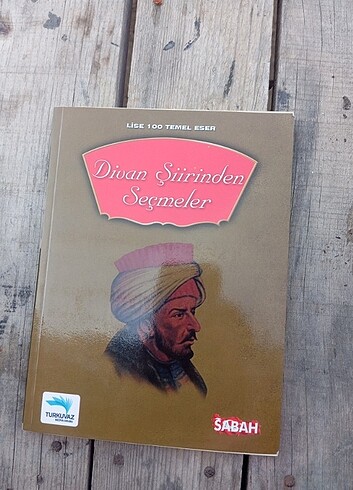 LİSE 100 TEMEL ESER
Divan Şiirinden
Seçmeler
TURKUVAZ
SABAH